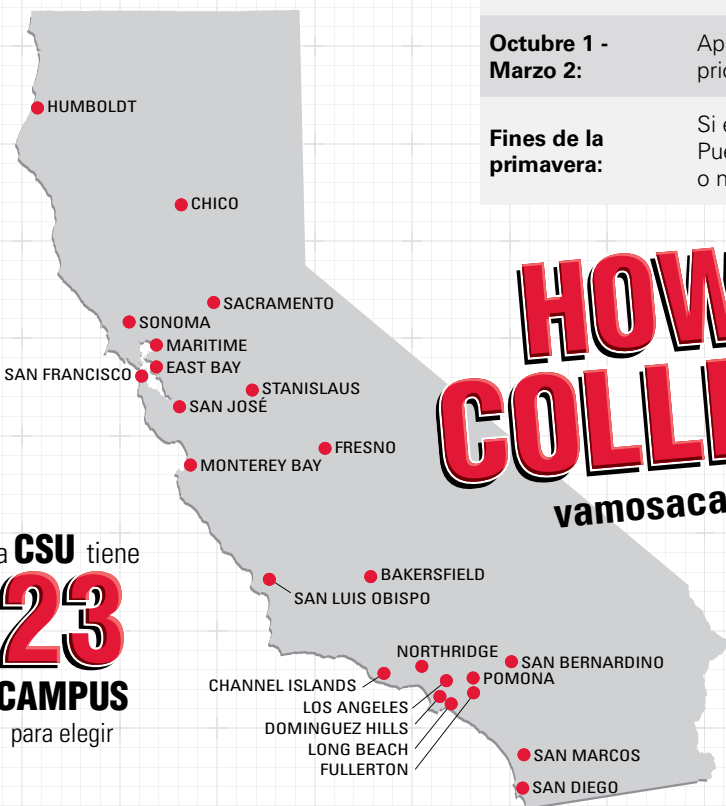 Octubre 1 -
Marzo 2:
Fines de la
primavera:
Si
HUMBOLDT
CHICO
SACRAMENTO
SONOMA
MARITIME
EAST BAY
SAN FRANCISCO
STANISLAUS
SAN JOSÉ
FRESNO
MONTEREY BAY
CSU tiene
23
CAMPUS
para elegir
BAKERSFIELD
SAN LUIS OBISPO
NORTHRIDGE
SAN BERNARDINO
POMONA
CHANNEL ISLANDS
LOS ANGELES
DOMINGUEZ HILLS
LONG BEACH
FULLERTON
SAN MARCOS
SAN DIEGO